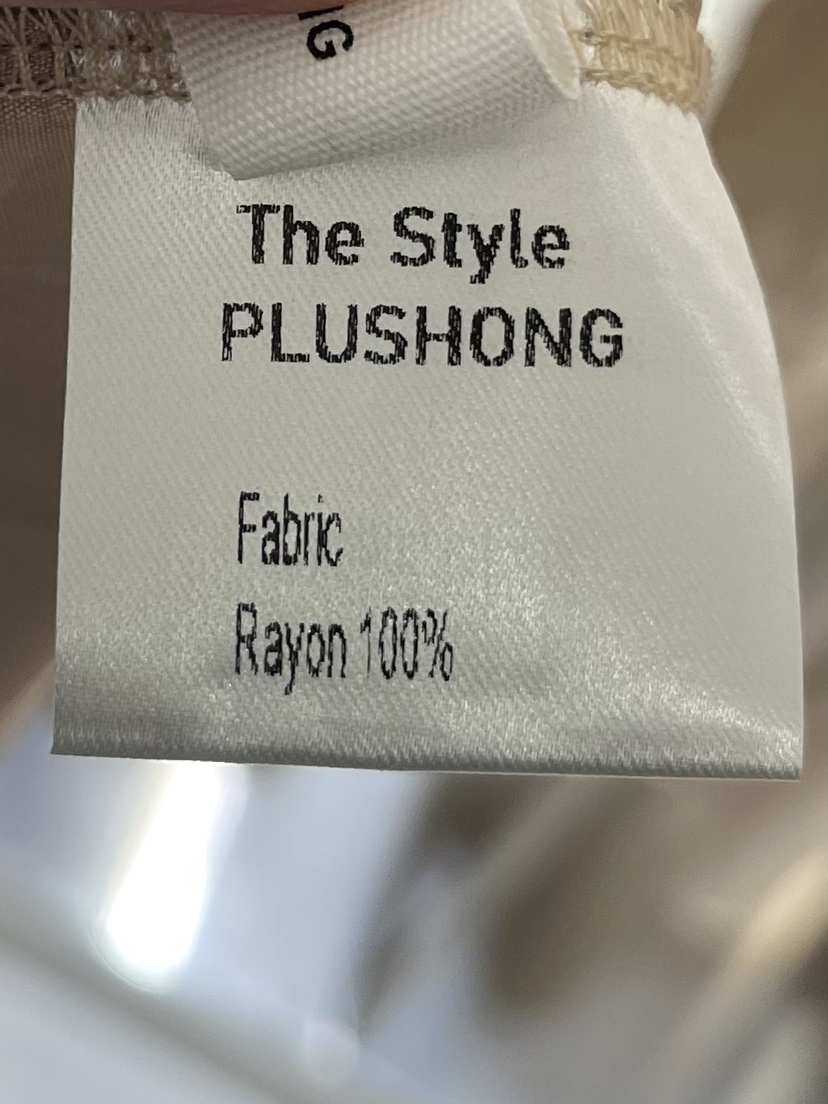 The Style
PLUSHONG
Fabric
Rayon 100%